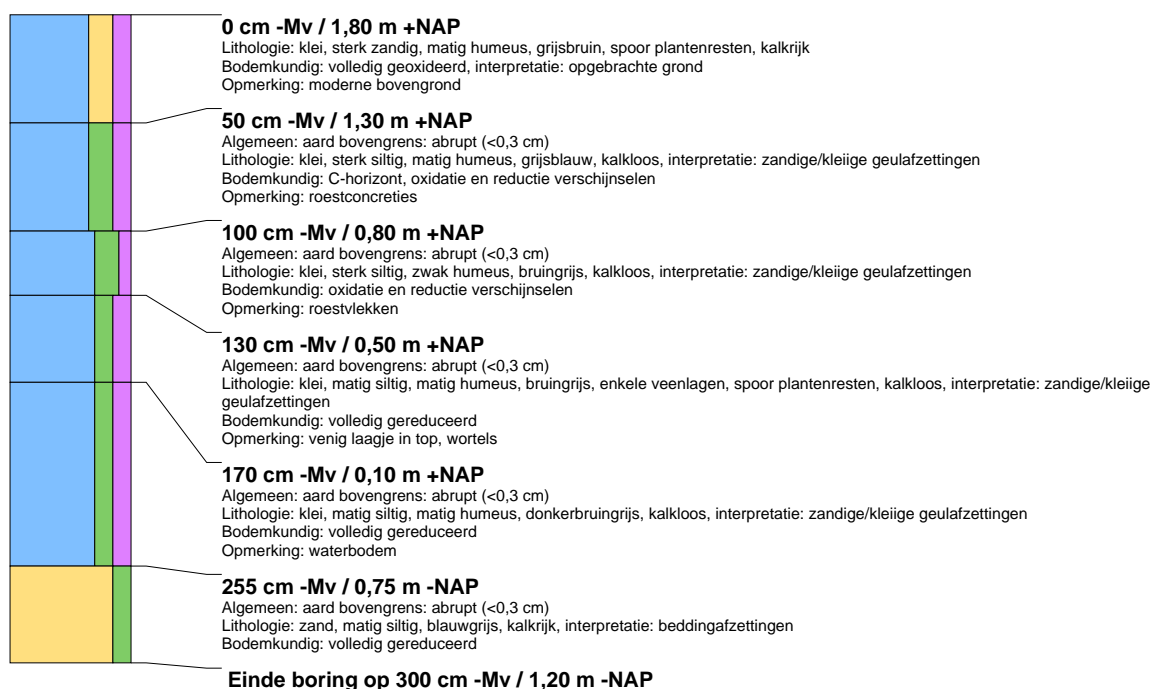 0 cm -Mv / 1,80 m +NAP
Lithologie: klei, sterk zandig, matig humeus, grijsbruin, spoor plantenresten, kalkrijk
Bodemkundig: volledig geoxideerd, interpretatie: opgebrachte grond
Opmerking: moderne bovengrond
50 cm -Mv / 1,30 m +NAP
Algemeen: aard bovengrens: abrupt (<0,3 cm)
Lithologie: klei, sterk siltig, matig humeus, grijsblauw, kalkloos, interpretatie: zandige/kleiige geulafzettingen
Bodemkundig: C-horizont, oxidatie en reductie verschijnselen
Opmerking: roestconcreties
100 cm -Mv / 0,80 m +NAP
Algemeen: aard bovengrens: abrupt (<0,3 cm)
Lithologie: klei, sterk siltig, zwak humeus, bruingrijs, kalkloos, interpretatie: zandige/kleiige geulafzettingen
Bodemkundig: oxidatie en reductie verschijnselen
Opmerking: roestvlekken
130 cm -Mv / 0,50 m +NAP
Algemeen: aard bovengrens: abrupt (<0,3 cm)
Lithologie: klei, matig siltig, matig humeus, bruingrijs, enkele veenlagen, spoor plantenresten, kalkloos, interpretatie: zandige/kleiige
geulafzettingen
Bodemkundig: volledig gereduceerd
Opmerking: venig laagje in top, wortels
170 cm -Mv / 0,10 m +NAP
Algemeen: aard bovengrens: abrupt (<0,3 cm)
Lithologie: klei, matig siltig, matig humeus, donkerbruingrijs, kalkloos, interpretatie: zandige/kleiige geulafzettingen
Bodemkundig: volledig gereduceerd
Opmerking: waterbodem
255 cm -Mv / 0,75 m -NAP
Algemeen: aard bovengrens: abrupt (<0,3 cm)
Lithologie: zand, matig siltig, blauwgrijs, kalkrijk, interpretatie: beddingafzettingen
Bodemkundig: volledig gereduceerd
Einde boring op 300 cm -Mv / 1,20 m -NAP